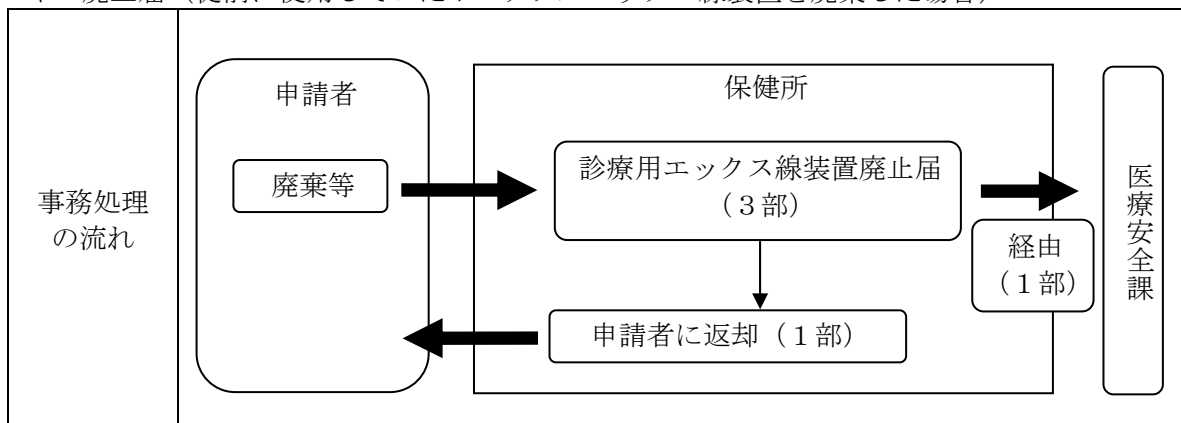 事務処理
の流れ
申請者
廃棄等
保健所
診療用エックス線装置廃止届
（３部）
経由
（１部）
申請者に返却（１部）
医療安全課